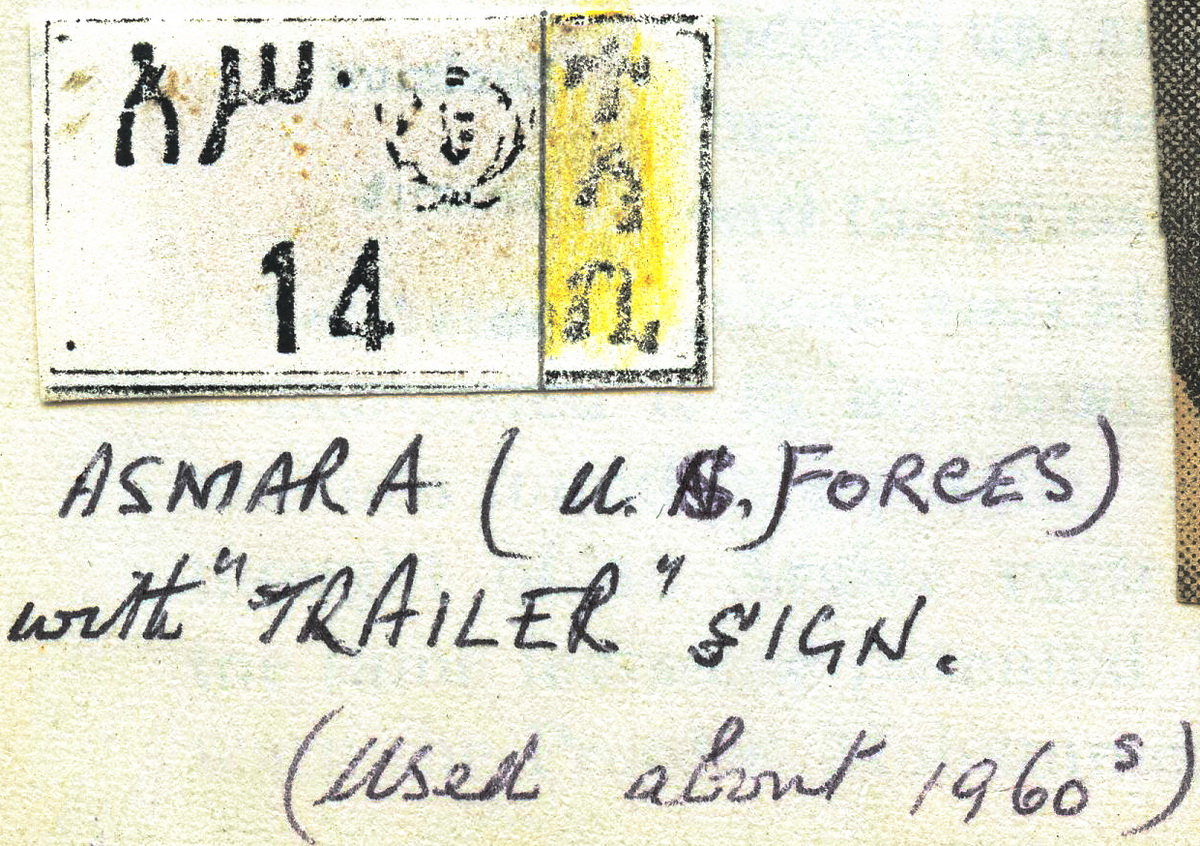 አሥ.
14
ተ
ሳ
ቢ
ASMARA (U.S.) FORCES)
with "TRAILER" SIGN.
(Used about 1960s)